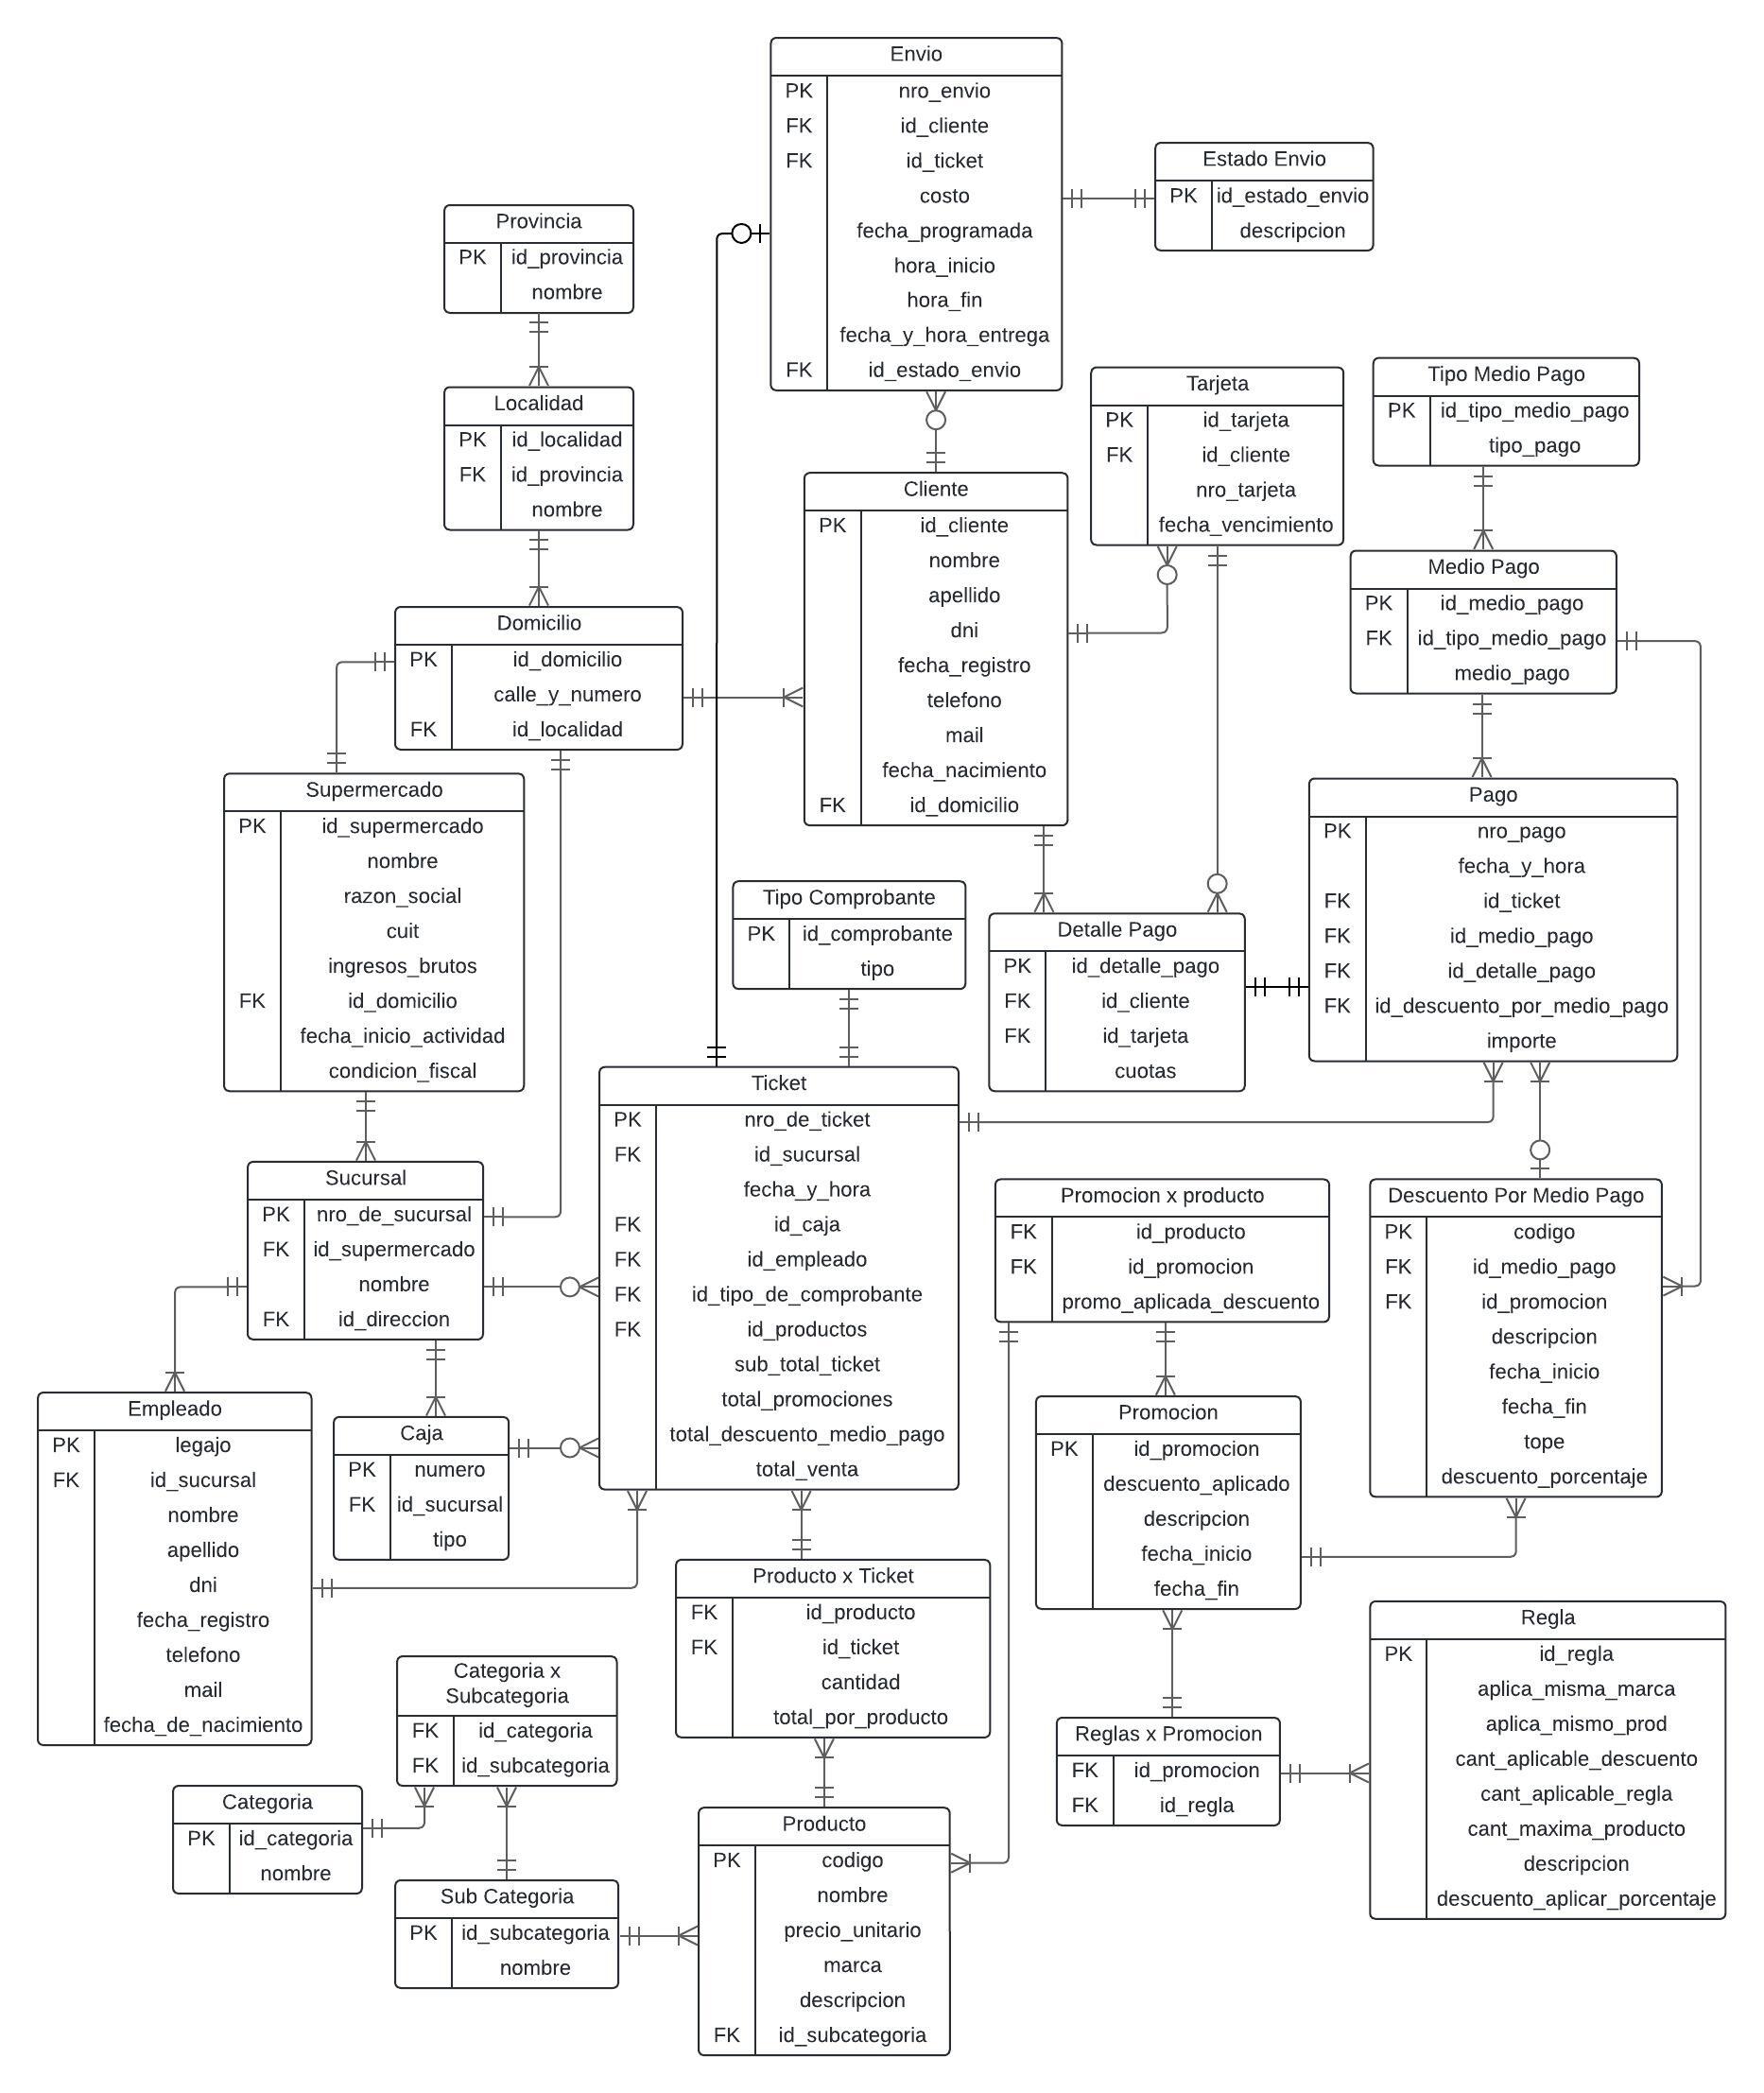 Envio
PK nro_envio
FK id_cliente
FK id_ticket
costo
fecha_programada
hora_inicio
hora_fin
fecha_y_hora_entrega
FK id_estado_envio
Estado Envio
PK id_estado_envio
descripcion
Provincia
PK id_provincia
nombre
Localidad
PK id_localidad
FK id_provincia
nombre
Tarjeta
PK id_tarjeta
FK id_cliente
nro_tarjeta
fecha_vencimiento
Tipo Medio Pago
PK id_tipo_medio_pago
tipo_pago
Cliente
PK id_cliente
nombre
apellido
dni
fecha_registro
telefono
mail
fecha_nacimiento
FK id_domicilio
Medio Pago
PK id_medio_pago
FK id_tipo_medio_pago
medio_pago
Domicilio
PK id_domicilio
calle_y_numero
FK id_localidad
Supermercado
PK id_supermercado
nombre
razon_social
cuit
ingresos_brutos
FK id_domicilio
fecha_inicio_actividad
condicion_fiscal
Pago
PK nro_pago
fecha_y_hora
FK id_ticket
FK id_medio_pago
FK id_detalle_pago
FK id_descuento_por_medio_pago
importe
Tipo Comprobante
PK id_comprobante
tipo
Detalle Pago
PK id_detalle_pago
FK id_cliente
FK id_tarjeta
cuotas
Ticket
PK nro_de_ticket
FK id_sucursal
fecha_y_hora
FK id_caja
FK id_empleado
FK id_tipo_de_comprobante
FK id_productos
sub_total_ticket
total_promociones
total_descuento_medio_pago
total_venta
Sucursal
PK nro_de_sucursal
FK id_supermercado
nombre
FK id_direccion
Promocion x producto
FK id_producto
FK id_promocion
promo_aplicada_descuento
Descuento Por Medio Pago
PK codigo
FK id_medio_pago
FK id_promocion
descripcion
fecha_inicio
fecha_fin
tope
descuento_porcentaje
Empleado
PK legajo
FK id_sucursal
nombre
apellido
dni
fecha_registro
telefono
mail
fecha_de_nacimiento
Caja
PK numero
FK id_sucursal
tipo
Promocion
PK id_promocion
descuento_aplicado
descripcion
fecha_inicio
fecha_fin
Producto x Ticket
FK id_producto
FK id_ticket
cantidad
total_por_producto
Regla
PK id_regla
aplica_misma_marca
aplica_mismo_prod
cant_aplicable_descuento
cant_aplicable_regla
cant_maxima_producto
descripcion
descuento_aplicar_porcentaje
Categoria x
Subcategoria
FK id_categoria
FK id_subcategoria
Reglas x Promocion
FK id_promocion
FK id_regla
Categoria
PK id_categoria
nombre
Producto
PK codigo
nombre
precio_unitario
marca
descripcion
FK id_subcategoria
Sub Categoria
PK id_subcategoria
nombre